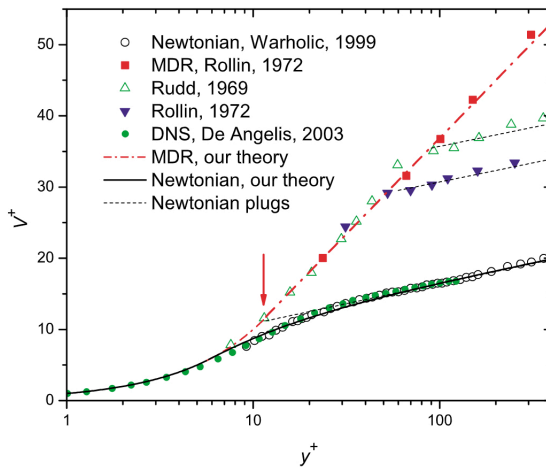 50
40
30
20
10
0
V+
Newtonian, Warholic, 1999
MDR, Rollin, 1972
Rudd, 1969
Rollin, 1972
DNS, De Angelis, 2003
MDR, our theory
Newtonian, our theory
Newtonian plugs
1 10 100
y+